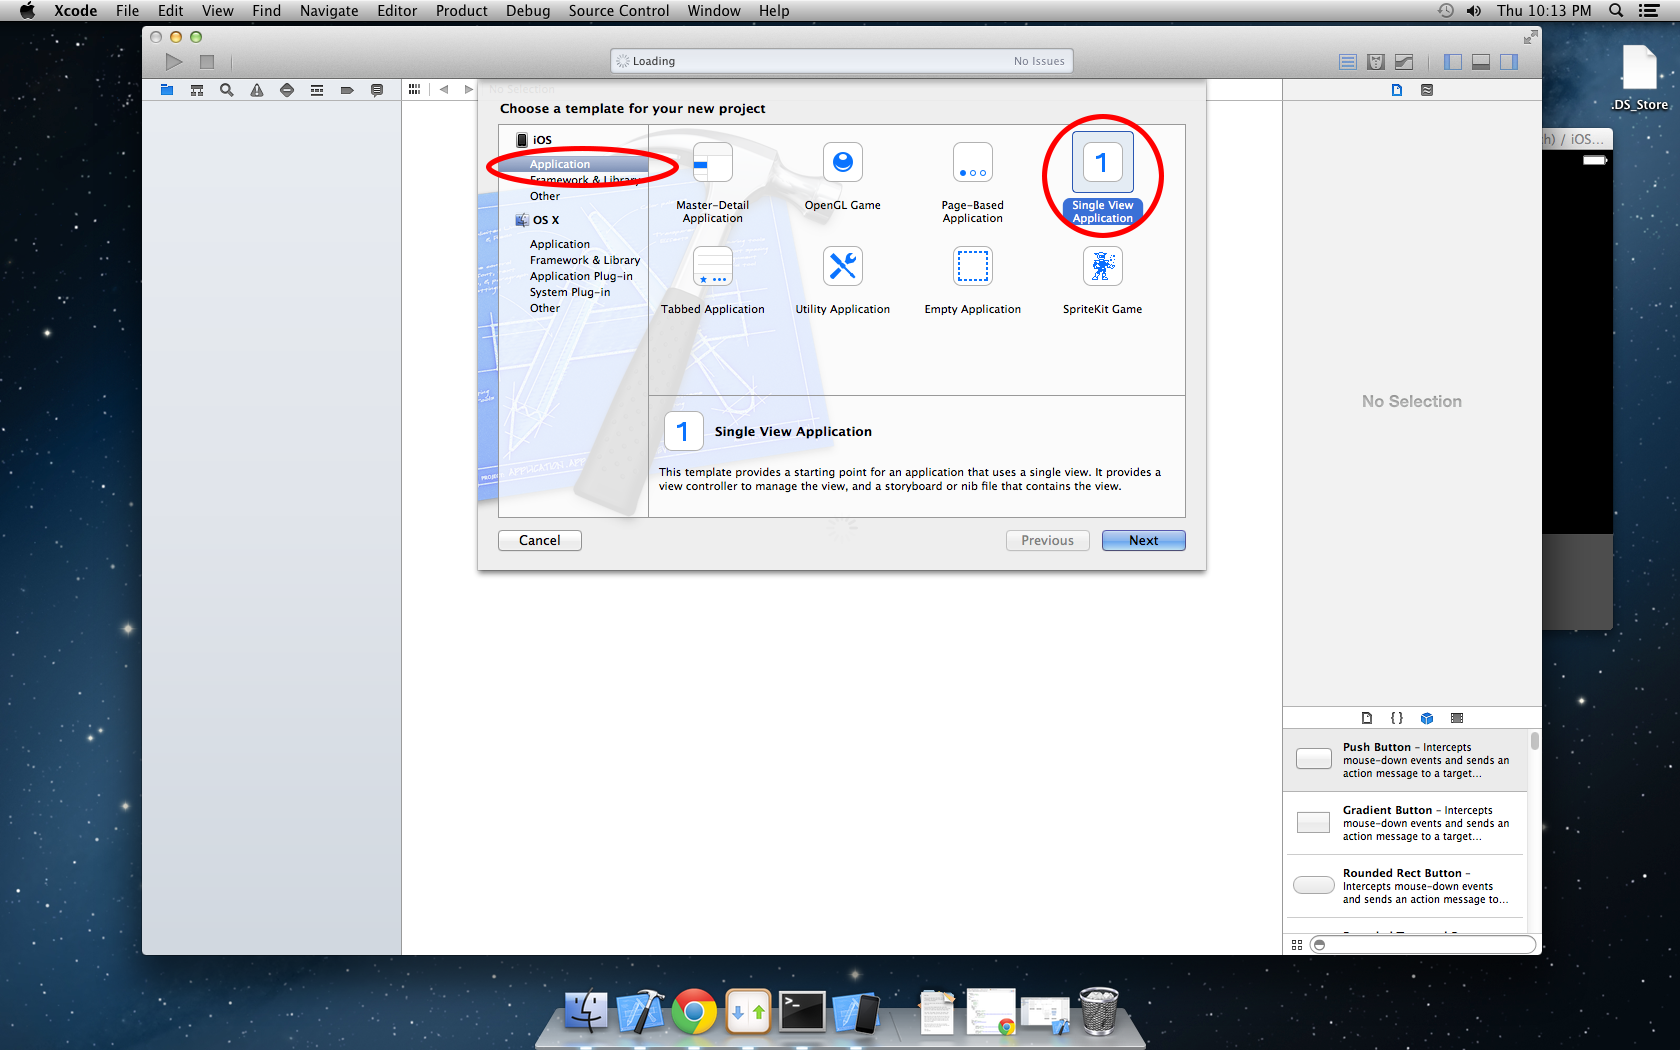 Xcode File Edit View Find Navigate Editor Product Debug Source Control Window Help
Thu 10:13 PM
Loading
No Issues
No Selection
.DS_Store
Choose a template for your new project
iOS
Application
Framework & Library
Other
OS X
Application
Framework & Library
Application Plug-in
System Plug-in
Other
Master-Detail
Application
OpenGL Game
Page-Based
Application
1
Single View
Application
Tabbed Application
Utility Application
Empty Application
SpriteKit Game
1
Single View Application
This template provides a starting point for an application that uses a single view. It provides a
view controller to manage the view, and a storyboard or nib file that contains the view.
Cancel
Previous
Next
) / iOS...
No Selection
{ }
Push Button - Intercepts
mouse-down events and sends an
action message to a target...
Gradient Button - Intercepts
mouse-down events and sends an
action message to a target...
Rounded Rect Button -
Intercepts mouse-down events
and sends an action message to...